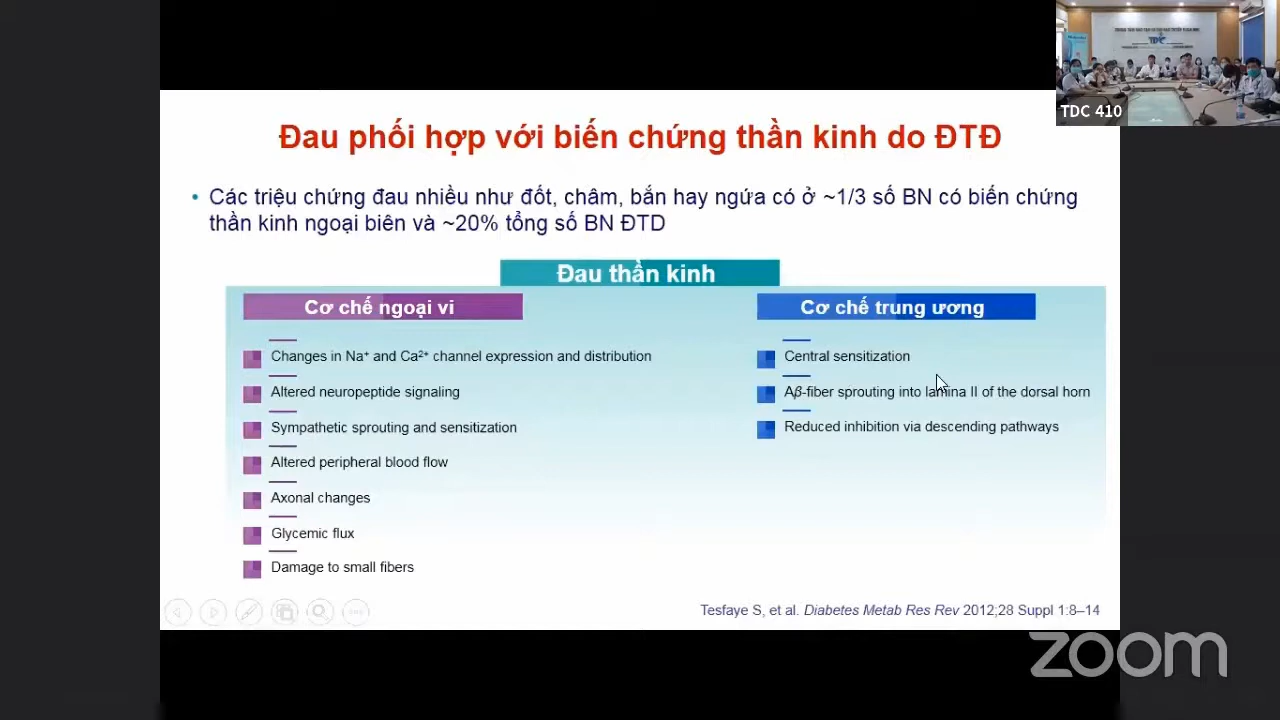 TDC 410
Đau phối hợp với biến chứng thần kinh do ĐTĐ
• Các triệu chứng đau nhiều như đốt, châm, bắn hay ngứa có ở ~1/3 số BN có biến chứng
thần kinh ngoại biên và ~20% tổng số BN ĐTD
Đau thần kinh
Cơ chế ngoại vi
Changes in Na⁺ and Ca²⁺ channel expression and distribution
Altered neuropeptide signaling
Sympathetic sprouting and sensitization
Altered peripheral blood flow
Axonal changes
Glycemic flux
Damage to small fibers
Cơ chế trung ương
Central sensitization
Aβ-fiber sprouting into lamina II of the dorsal horn
Reduced inhibition via descending pathways
Tesfaye S, et al. Diabetes Metab Res Rev 2012;28 Suppl 1:8–14
zoom